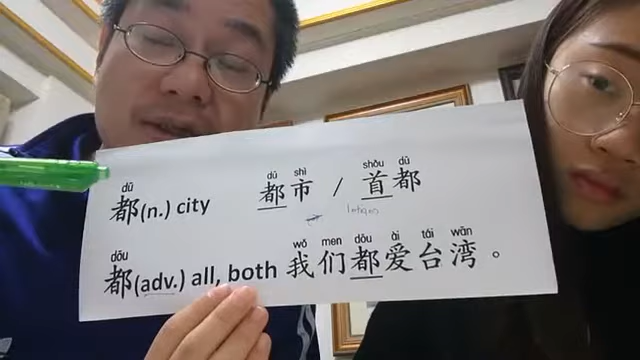 dū dū shì shǒu dū
都(n.) city 都市 / 首都
dōu wǒ men dōu ài tái wān
都(adv.) all, both 我们都爱台湾。